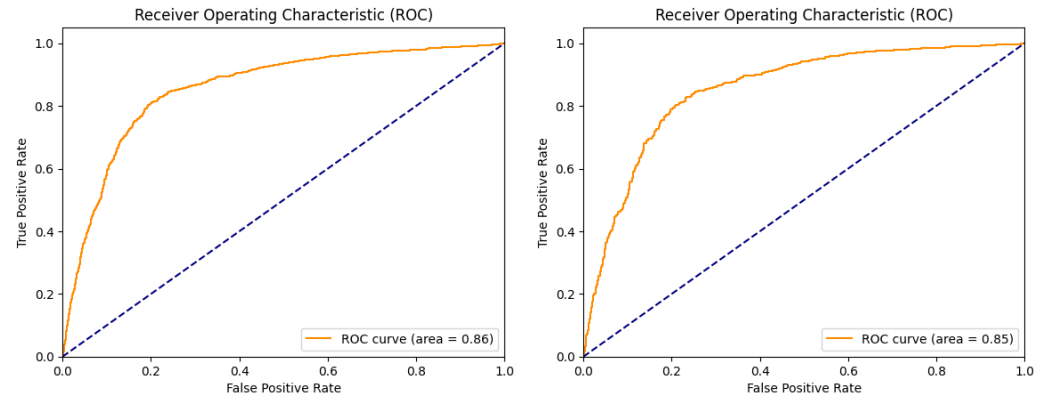 Receiver Operating Characteristic (ROC)
1.0
0.8
0.6
0.4
0.2
0.0
True Positive Rate
ROC curve (area = 0.86)
0.0 0.2 0.4 0.6 0.8 1.0
False Positive Rate
Receiver Operating Characteristic (ROC)
1.0
0.8
0.6
0.4
0.2
0.0
True Positive Rate
ROC curve (area = 0.85)
0.0 0.2 0.4 0.6 0.8 1.0
False Positive Rate